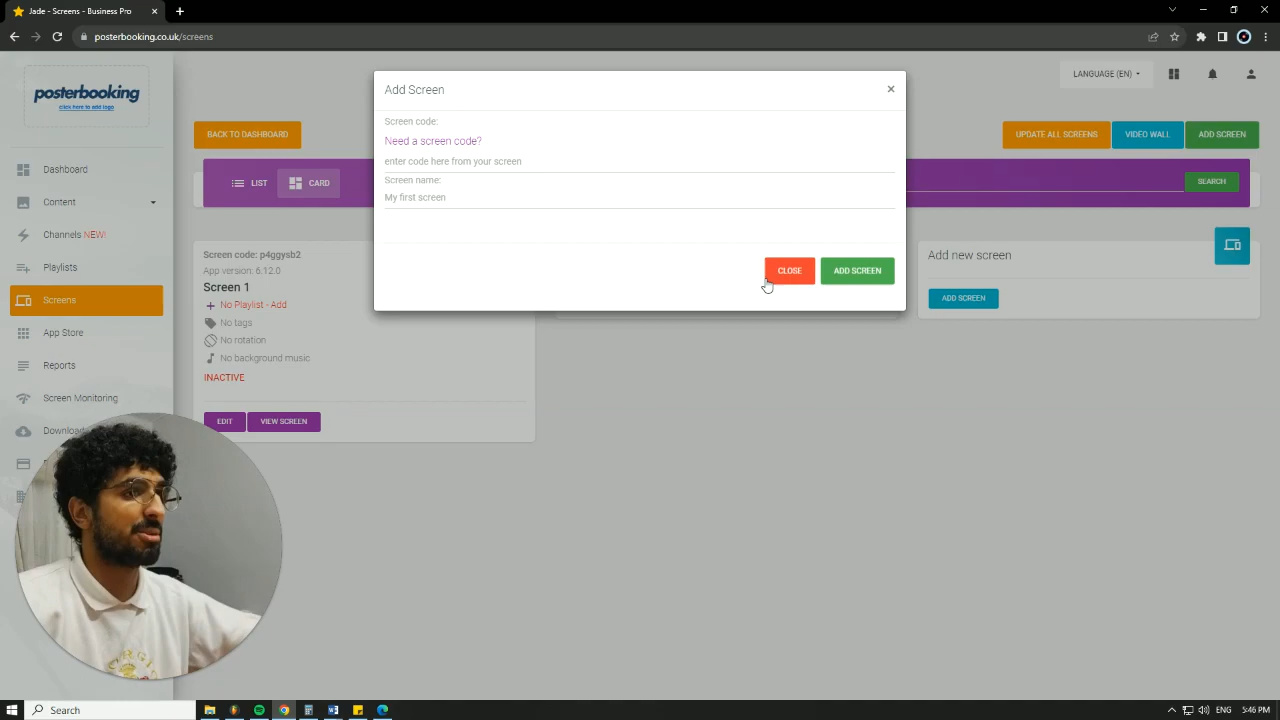 Jade - Screen - Business Pro
posterbooking.co.uk/screens
posterbooking
click here to add logo
Dashboard
Content
Channels NEW!
Playlists
Screens
App Store
Reports
Screen Monitoring
Download
LANGUAGE (EN)
BACK TO DASHBOARD
UPDATE ALL SCREENS
VIDEO WALL
ADD SCREEN
LIST
CARD
SEARCH
Screen code: p4ggysb2
App version: 6.12.0
Screen 1
No Playlist - Add
No tags
No rotation
No background music
INACTIVE
EDIT
VIEW SCREEN
Add new screen
ADD SCREEN
Add Screen
×
Screen code:
Need a screen code?
enter code here from your screen
Screen name:
My first screen
CLOSE
ADD SCREEN
Search
ENG
5:46 PM